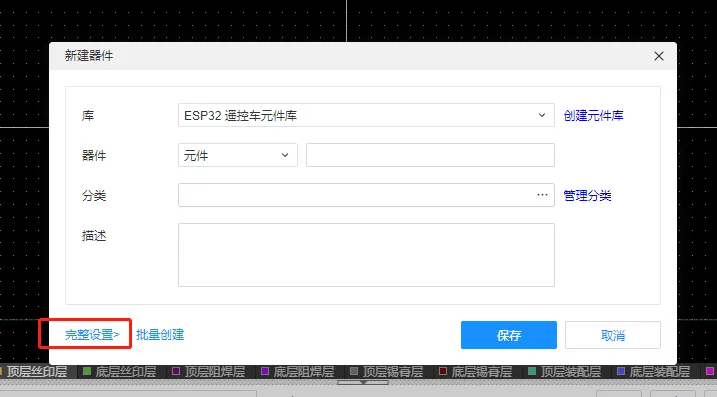 新建器件
库 ESP32 遥控车元件库 创建元件库
器件 元件
分类 ... 管理分类
描述
完整设置> 批量创建 保存 取消
顶层丝印层 底层丝印层 顶层阻焊层 底层阻焊层 顶层锡膏层 底层锡膏层 顶层装配层 底层装配层